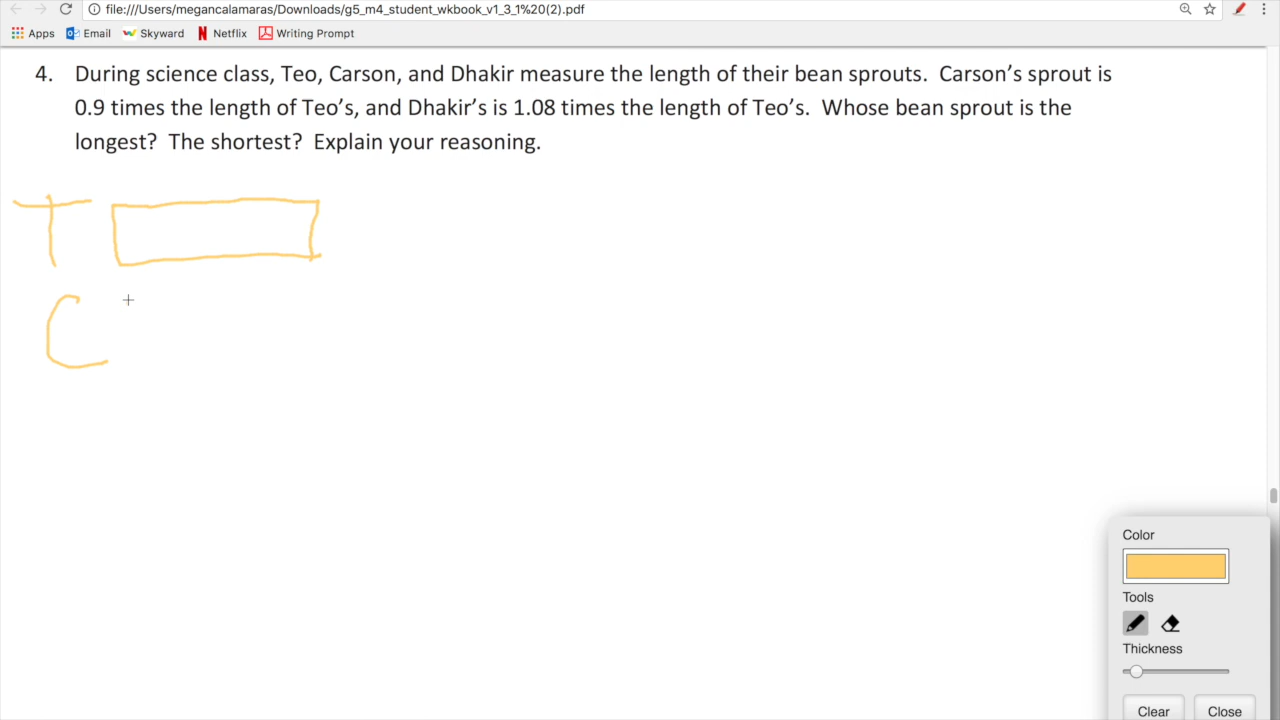 file:///Users/megancalamaras/Downloads/g5_m4_student_wkbook_v1_3_1%20(2).pdf
Apps Email Skyward Netflix Writing Prompt
4. During science class, Teo, Carson, and Dhakir measure the length of their bean sprouts. Carson’s sprout is
0.9 times the length of Teo’s, and Dhakir’s is 1.08 times the length of Teo’s. Whose bean sprout is the
longest? The shortest? Explain your reasoning.
T
C
Color
Tools
Thickness
Clear Close